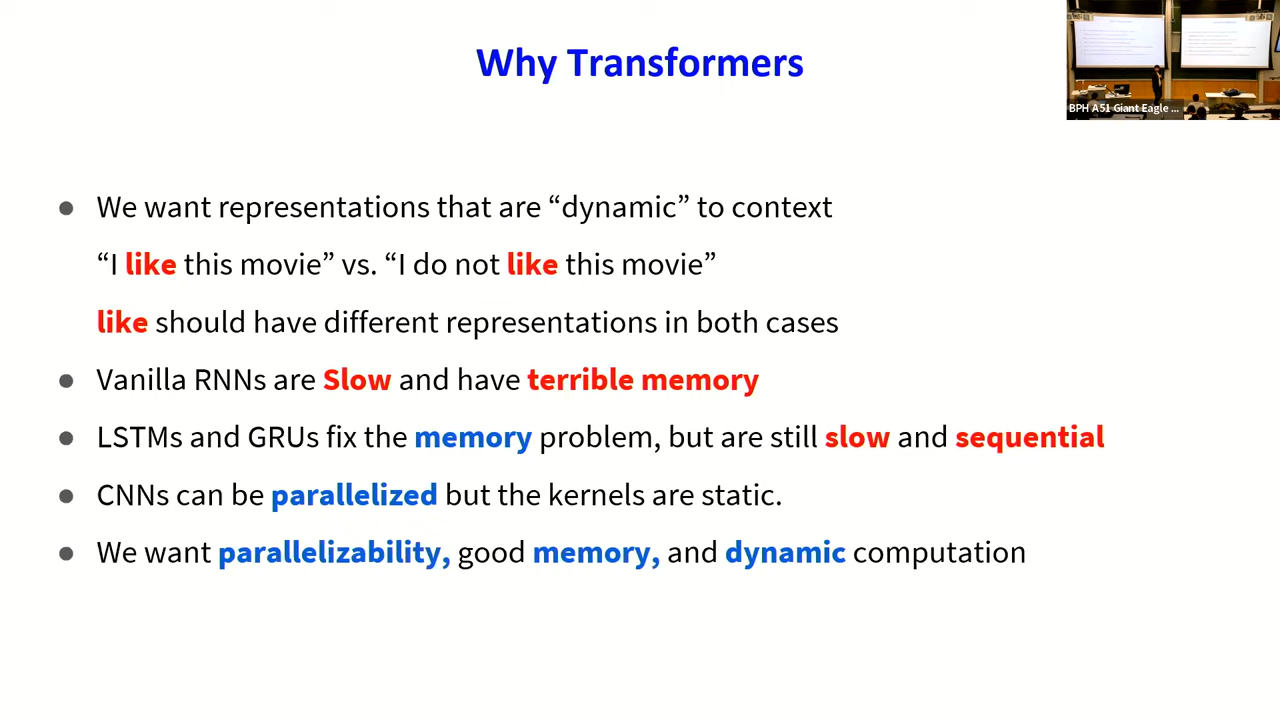 Why Transformers
BPH A51 Giant Eagle ...
● We want representations that are “dynamic” to context
“I like this movie” vs. “I do not like this movie”
like should have different representations in both cases
● Vanilla RNNs are Slow and have terrible memory
● LSTMs and GRUs fix the memory problem, but are still slow and sequential
● CNNs can be parallelized but the kernels are static.
● We want parallelizability, good memory, and dynamic computation